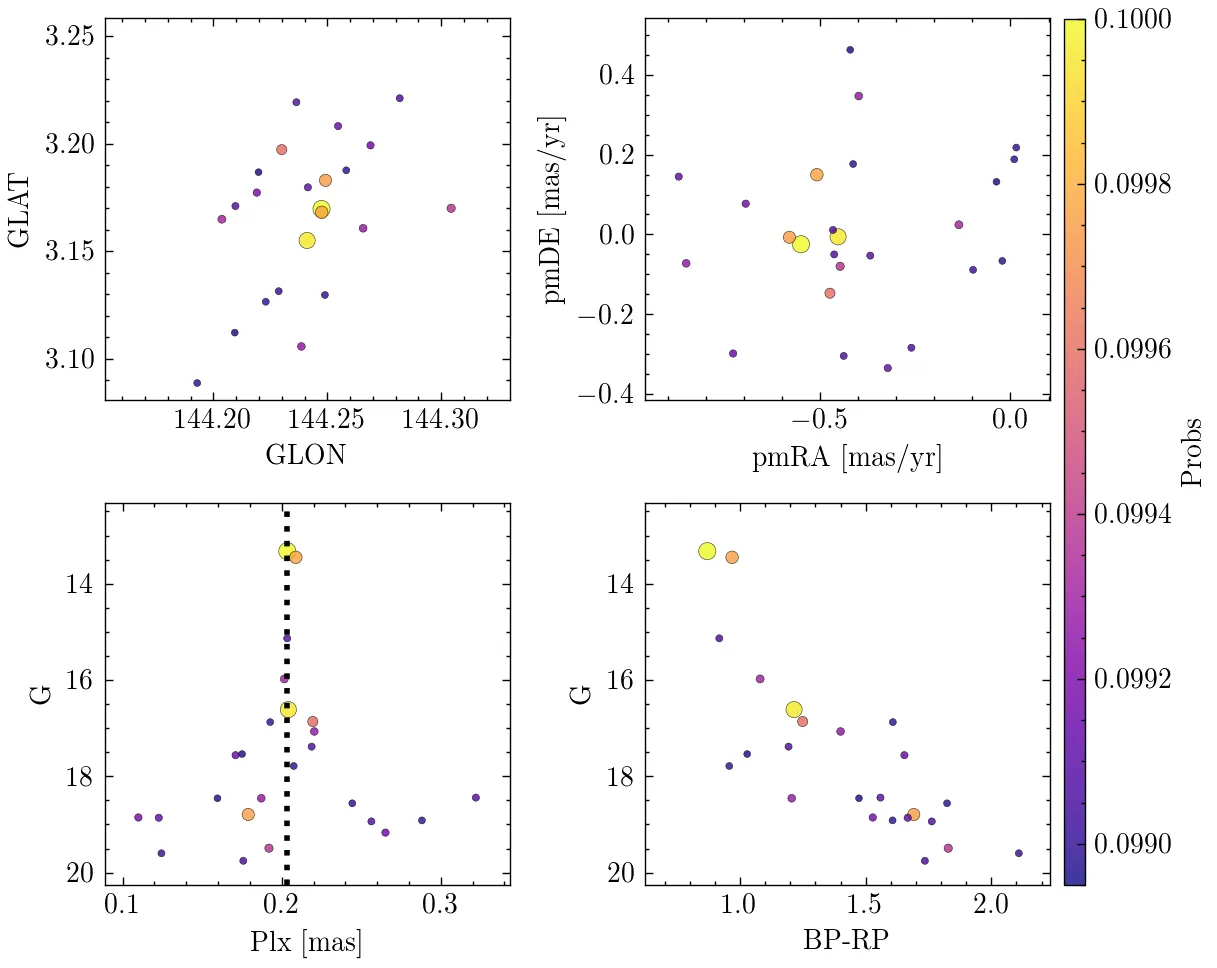 3.25
3.20
3.15
3.10
GLAT
144.20 144.25 144.30
GLON
0.4
0.2
0.0
−0.2
−0.4
pmDE [mas/yr]
−0.5 0.0
pmRA [mas/yr]
14
16
18
20
G
0.1 0.2 0.3
Plx [mas]
14
16
18
20
G
1.0 1.5 2.0
BP-RP
0.1000
0.0998
0.0996
0.0994
0.0992
0.0990
Probs